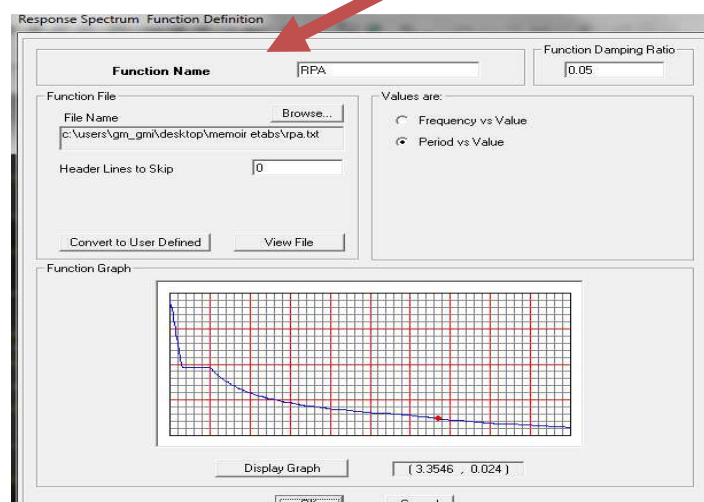 Response Spectrum Function Definition
Function Name
RPA
Function Damping Ratio
0.05
Function File
File Name
Browse...
c:\users\gm_gmi\desktop\memoir etabs\rpa.txt
Header Lines to Skip
0
Convert to User Defined
View File
Values are:
Frequency vs Value
Period vs Value
Function Graph
Display Graph
( 3.3546 , 0.024 )